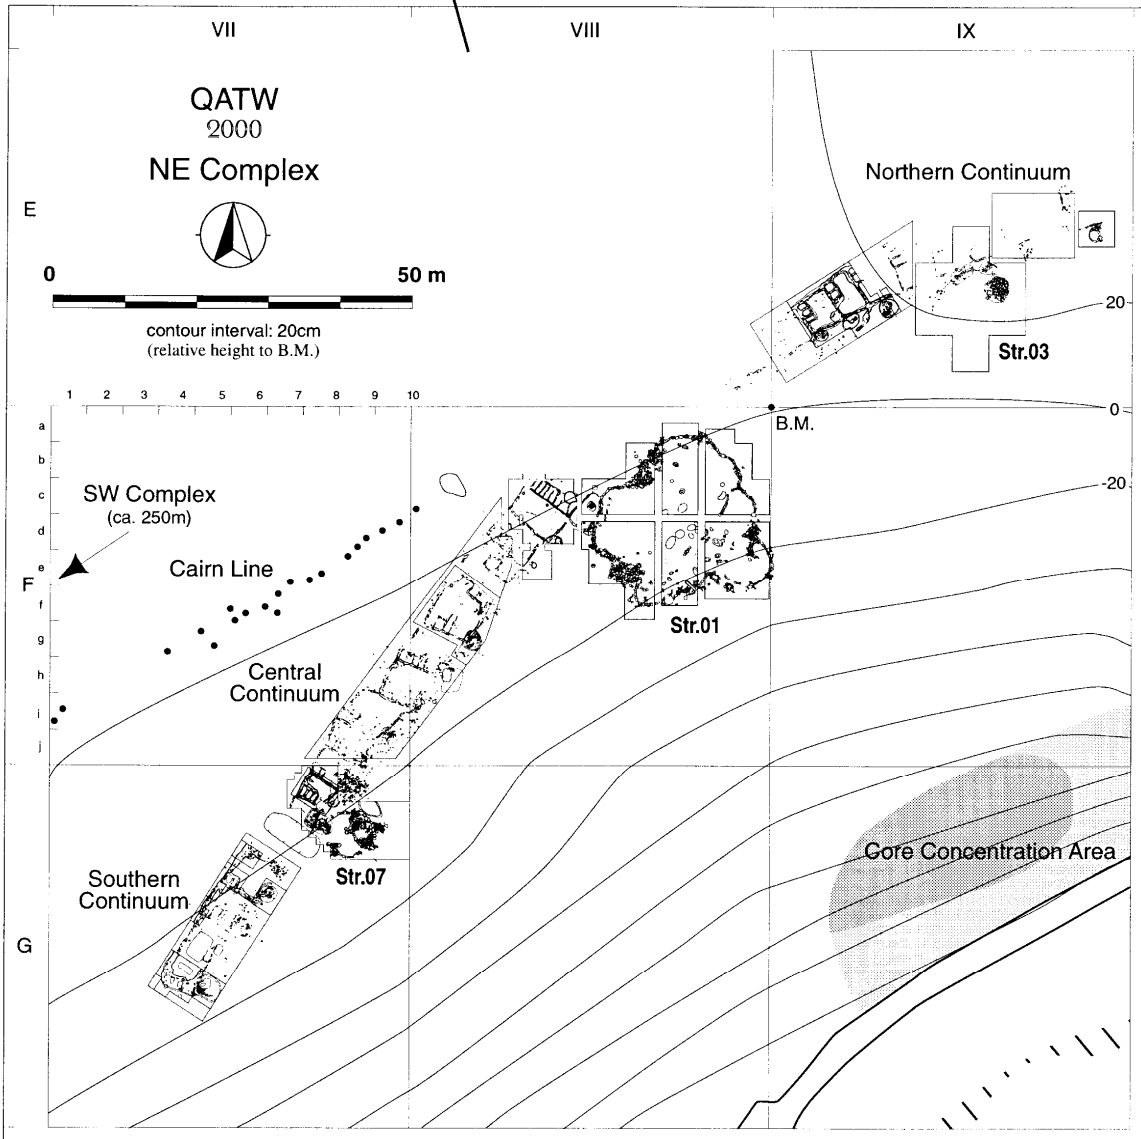 VII
VIII
IX
QATW
2000
NE Complex
Northern Continuum
E
0
50 m
contour interval: 20cm
(relative height to B.M.)
20
Str.03
1 2 3 4 5 6 7 8 9 10
0
B.M.
a
b
c
d
e
f
g
h
i
j
-20
SW Complex
(ca. 250m)
Cairn Line
F
Str.01
Central
Continuum
Core Concentration Area
Str.07
Southern
Continuum
G